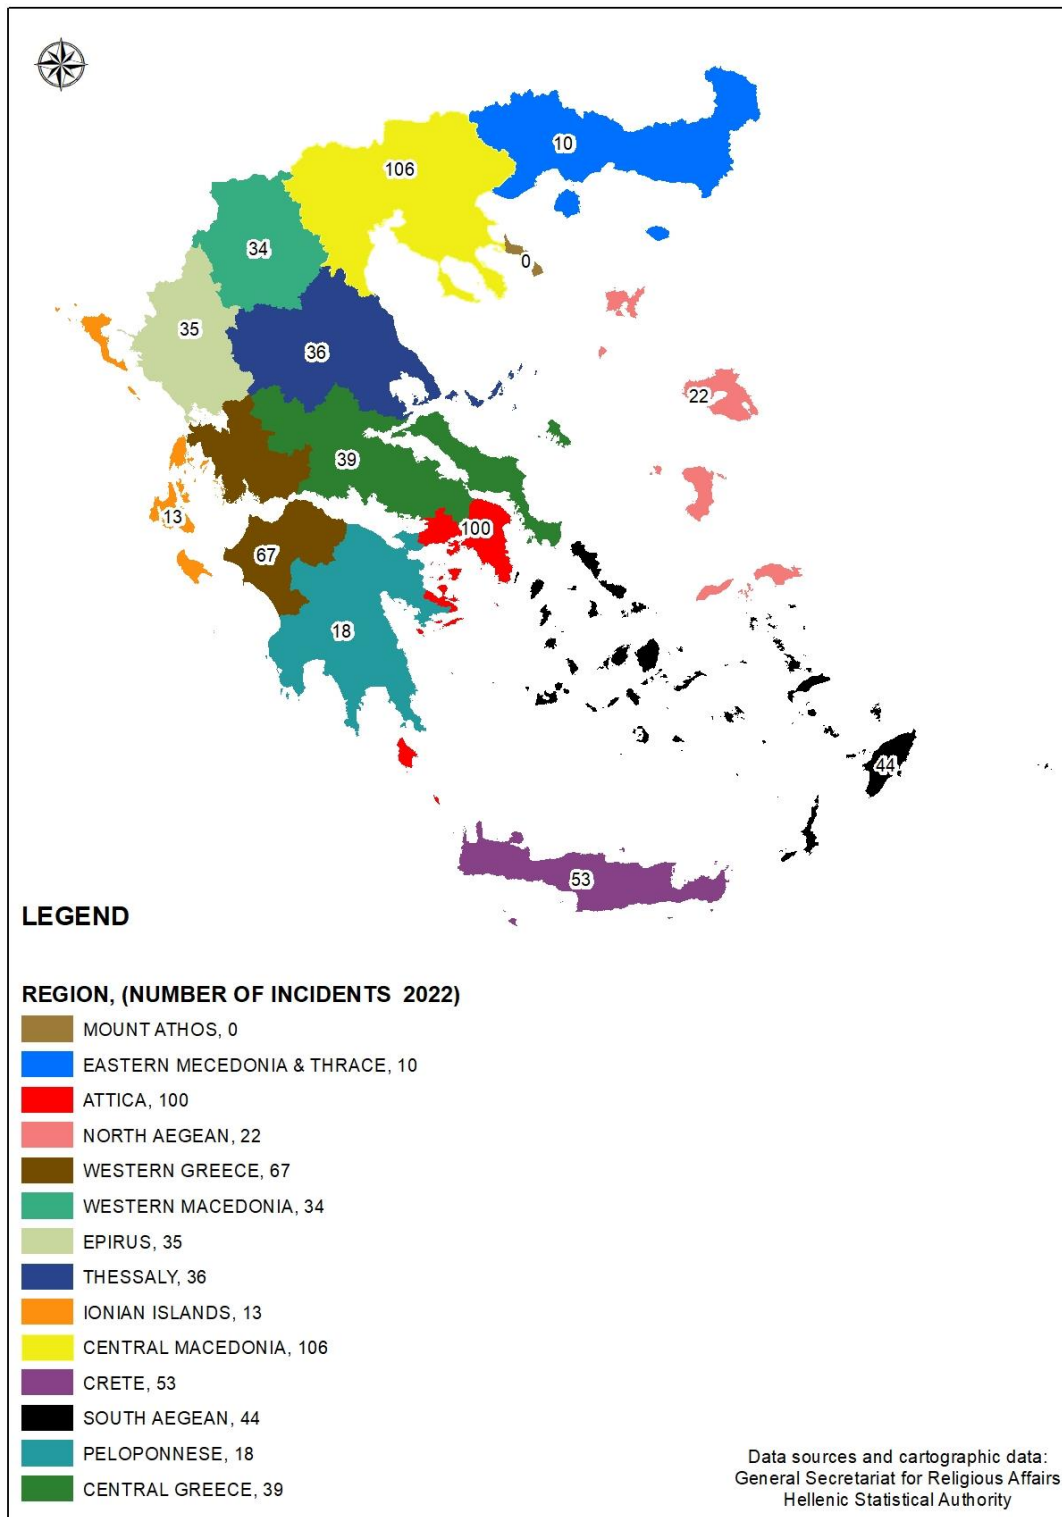 10
106
34
0
35
36
22
39
13
100
67
18
44
53
LEGEND
REGION, (NUMBER OF INCIDENTS 2022)
MOUNT ATHOS, 0
EASTERN MECEDONIA & THRACE, 10
ATTICA, 100
NORTH AEGEAN, 22
WESTERN GREECE, 67
WESTERN MACEDONIA, 34
EPIRUS, 35
THESSALY, 36
IONIAN ISLANDS, 13
CENTRAL MACEDONIA, 106
CRETE, 53
SOUTH AEGEAN, 44
PELOPONNESE, 18
CENTRAL GREECE, 39
Data sources and cartographic data:
General Secretariat for Religious Affairs
Hellenic Statistical Authority